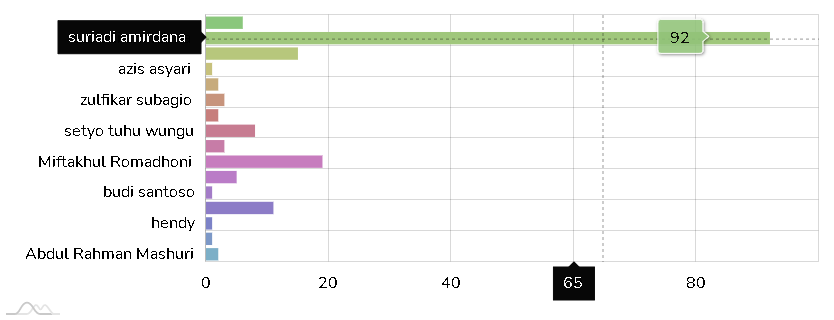 suriadi amirdana
92
azis asyari
zulfikar subagio
setyo tuhu wungu
Miftakhul Romadhoni
budi santoso
hendy
Abdul Rahman Mashuri
0 20 40 65 80